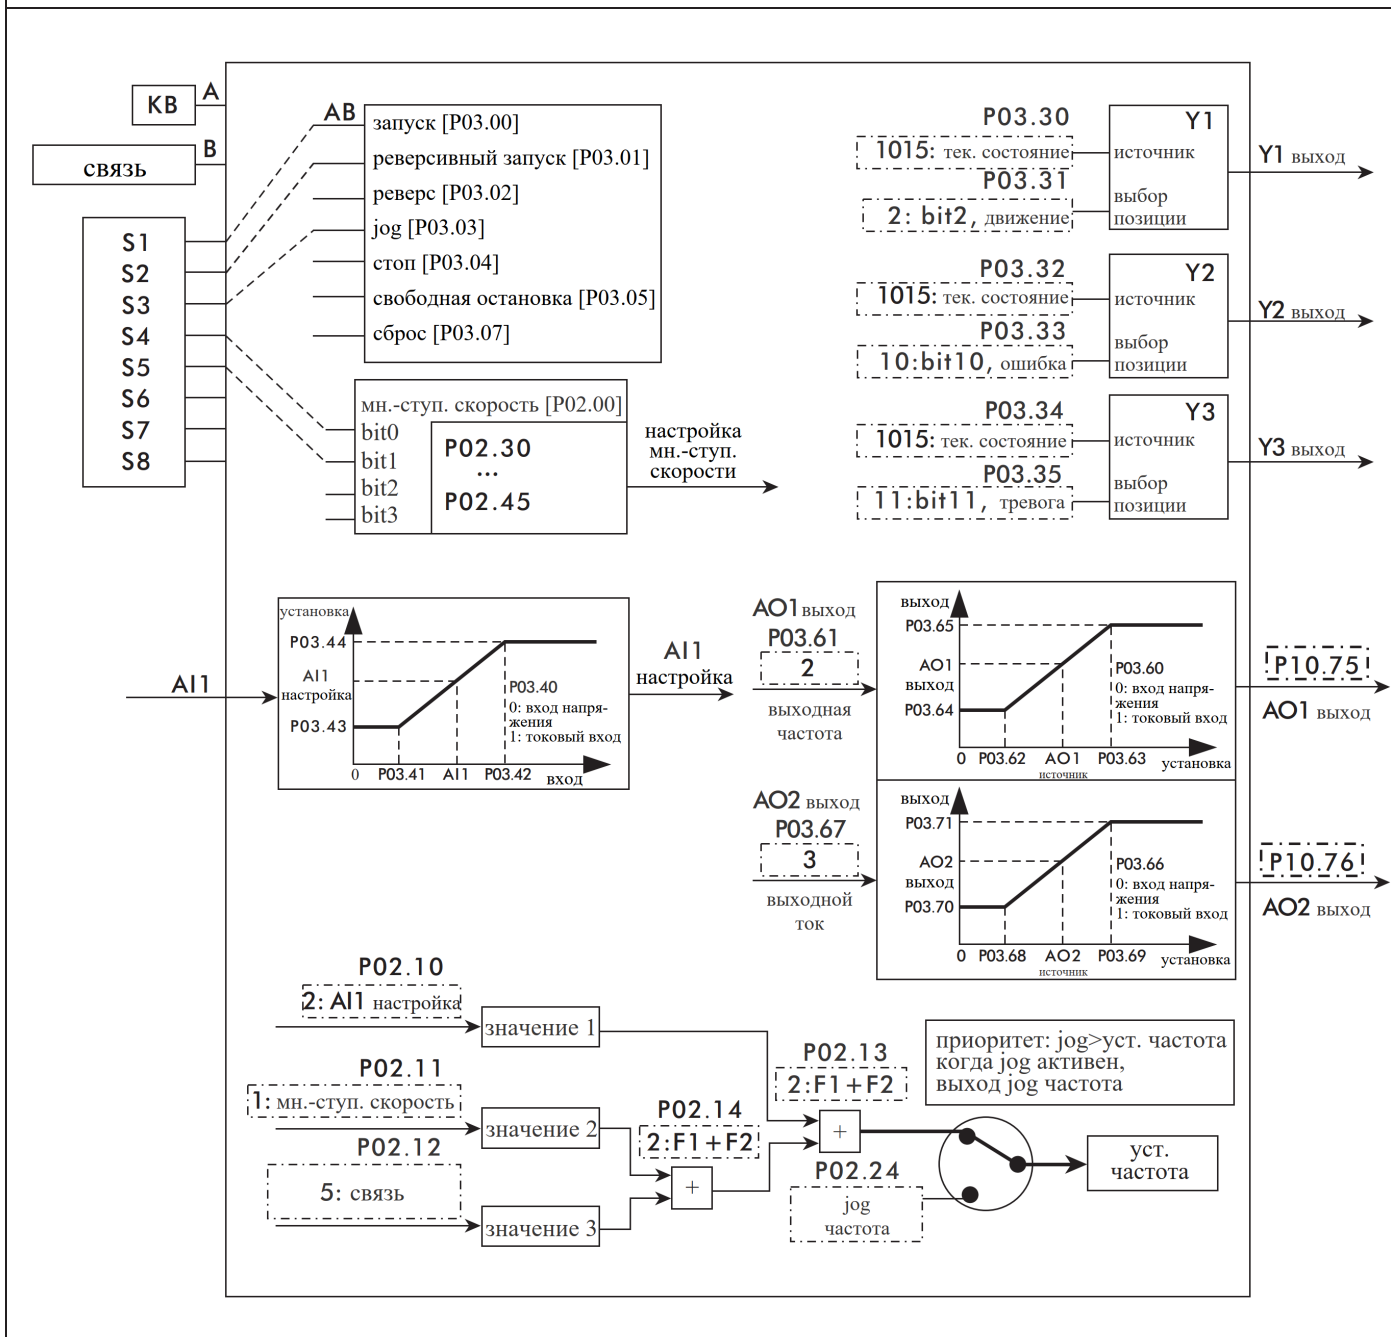 КВ
A
связь
B
S1
S2
S3
S4
S5
S6
S7
S8
AB
запуск [P03.00]
реверсивный запуск [P03.01]
реверс [P03.02]
jog [P03.03]
стоп [P03.04]
свободная остановка [P03.05]
сброс [P03.07]
мн.-ступ. скорость [P02.00]
bit0
bit1
bit2
bit3
P02.30
...
P02.45
настройка
мн.-ступ.
скорости
P03.30
1015: тек. состояние
P03.31
2: bit2, движение
Y1
источник
выбор
позиции
Y1 выход
P03.32
1015: тек. состояние
P03.33
10:bit10, ошибка
Y2
источник
выбор
позиции
Y2 выход
P03.34
1015: тек. состояние
P03.35
11:bit11, тревога
Y3
источник
выбор
позиции
Y3 выход
AI1
установка
P03.44
AI1
настройка
P03.43
P03.40
0: вход напря-
жения
1: токовый вход
0 P03.41 AI1 P03.42 вход
AI1
настройка
AO1 выход
P03.61
2
выходная
частота
выход
P03.65
AO1
выход
P03.64
P03.60
0: вход напря-
жения
1: токовый вход
0 P03.62 AO1 P03.63 установка
источник
P10.75
AO1 выход
AO2 выход
P03.67
3
выходной
ток
выход
P03.71
AO2
выход
P03.70
P03.66
0: вход напря-
жения
1: токовый вход
0 P03.68 AO2 P03.69 установка
источник
P10.76
AO2 выход
P02.10
2: AI1 настройка
значение 1
P02.11
1: мн.-ступ. скорость
значение 2
P02.12
5: связь
значение 3
P02.14
2:F1+F2
+
P02.13
2:F1+F2
+
P02.24
jog
частота
приоритет: jog>уст. частота
когда jog активен,
выход jog частота
уст.
частота